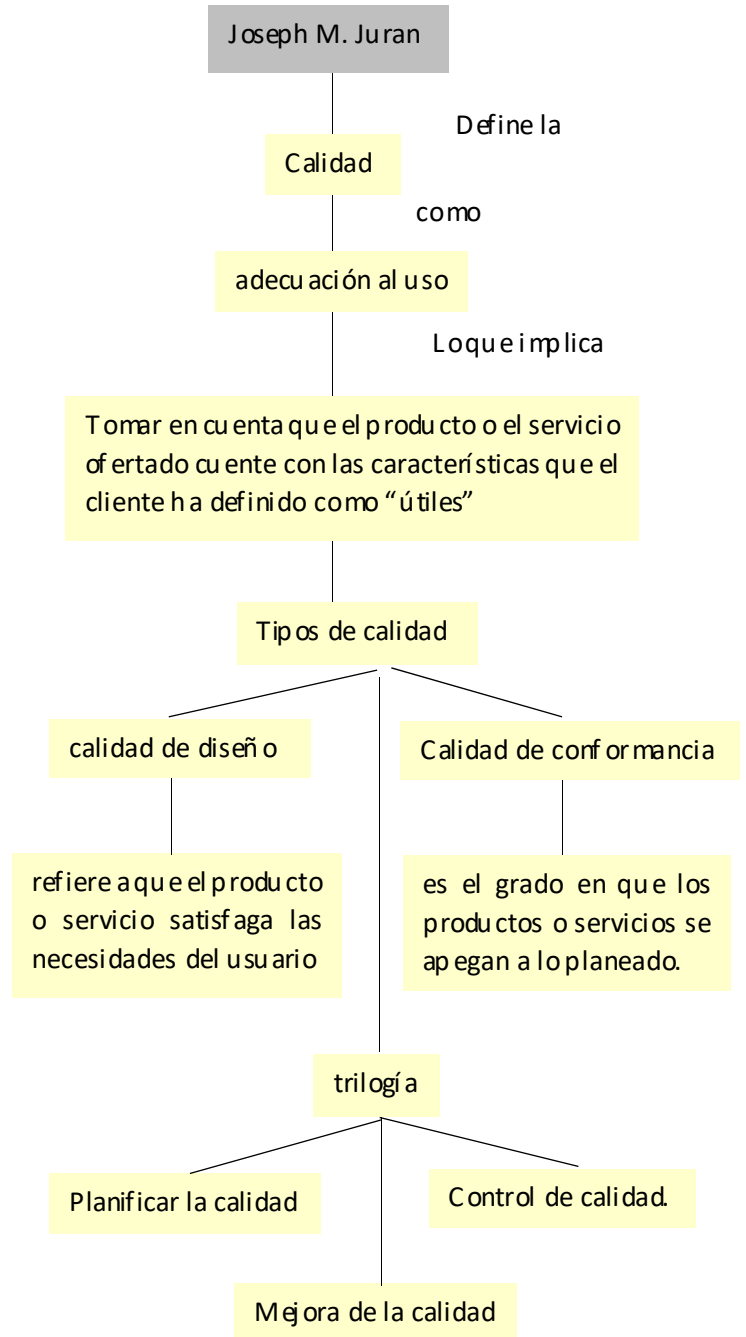 Joseph M. Juran
Define la
Calidad
como
adecuación al uso
Lo que implica
Tomar en cuenta que el producto o el servicio
ofertado cuente con las características que el
cliente ha definido como “útiles”
Tipos de calidad
calidad de diseño
Calidad de conformancia
refiere a que el producto
o servicio satisfaga las
necesidades del usuario
es el grado en que los
productos o servicios se
apegan a lo planeado.
trilogía
Planificar la calidad
Control de calidad.
Mejora de la calidad